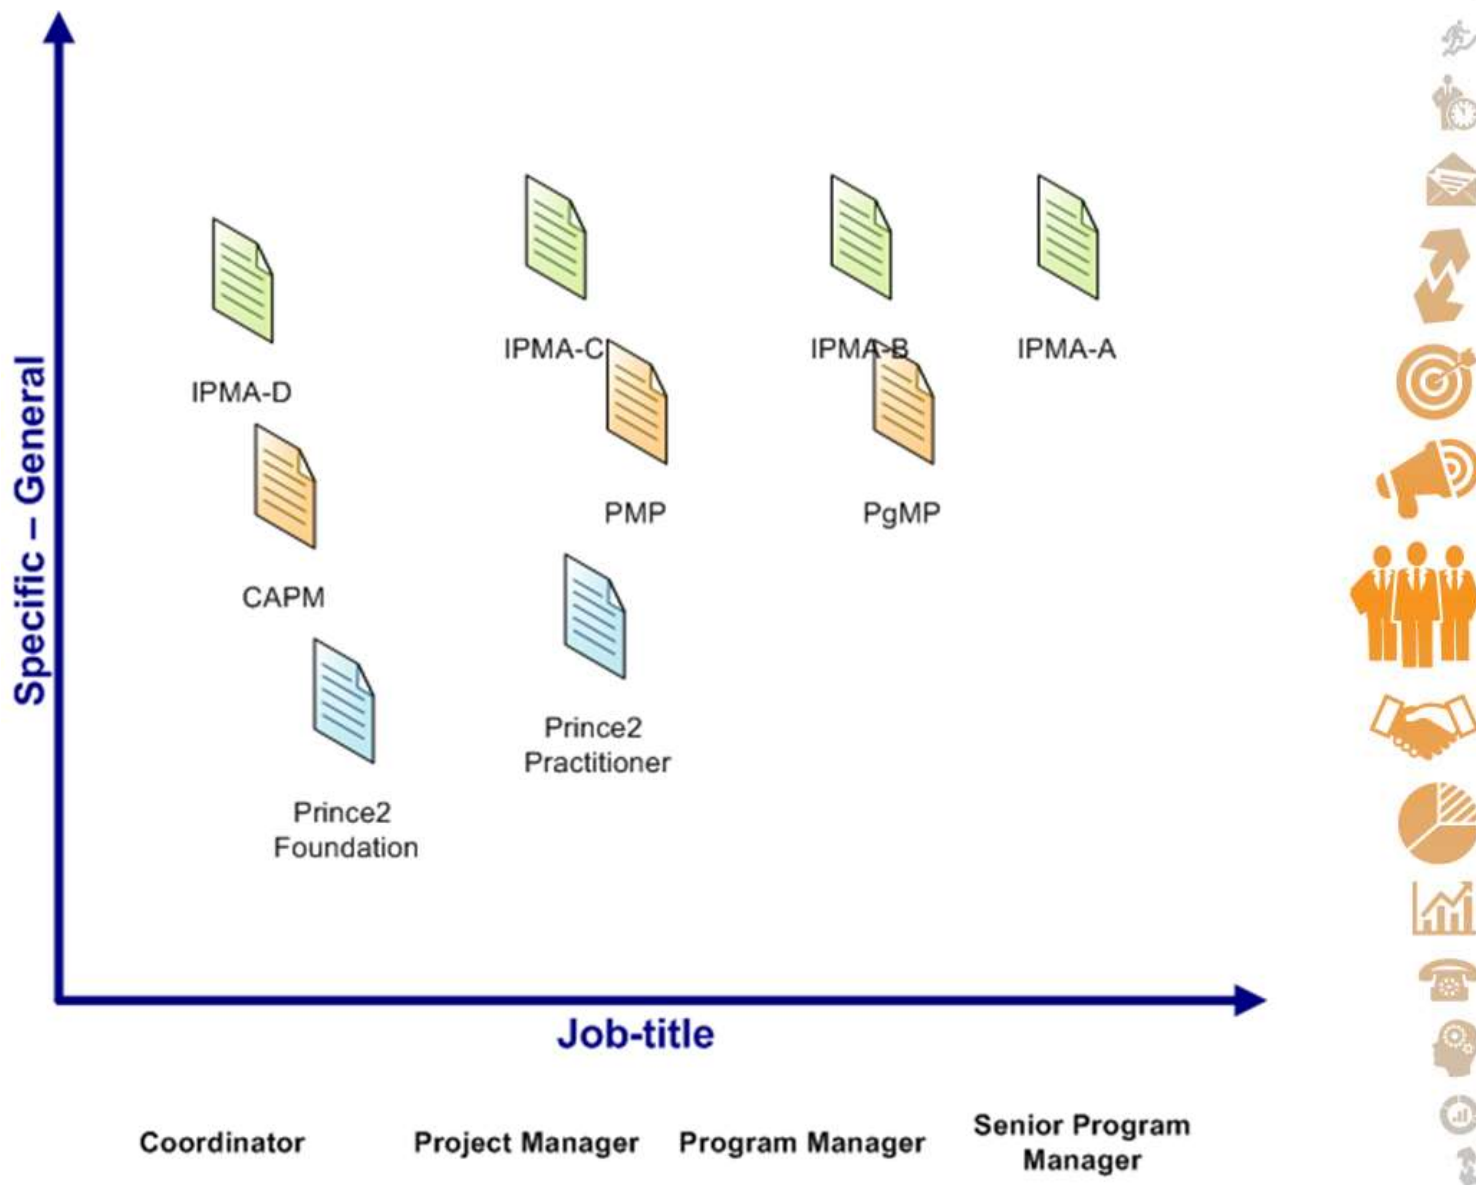 IPMA-C
IPMA-B
IPMA-A
IPMA-D
PMP
PgMP
CAPM
Prince2
Practitioner
Prince2
Foundation
Specific – General
Job-title
Coordinator
Project Manager
Program Manager
Senior Program
Manager